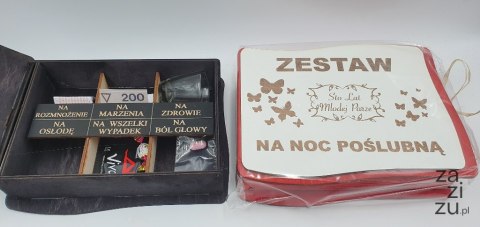 200
NA ROZMNOŻENIE
NA MARZENIA
NA ZDROWIE
NA OSŁODĘ
NA WSZELKI WYPADEK
NA BÓL GŁOWY
ZESTAW
Sto Lat
Młodej Parze
NA NOC POŚLUBNĄ
za
zi
zu.pl